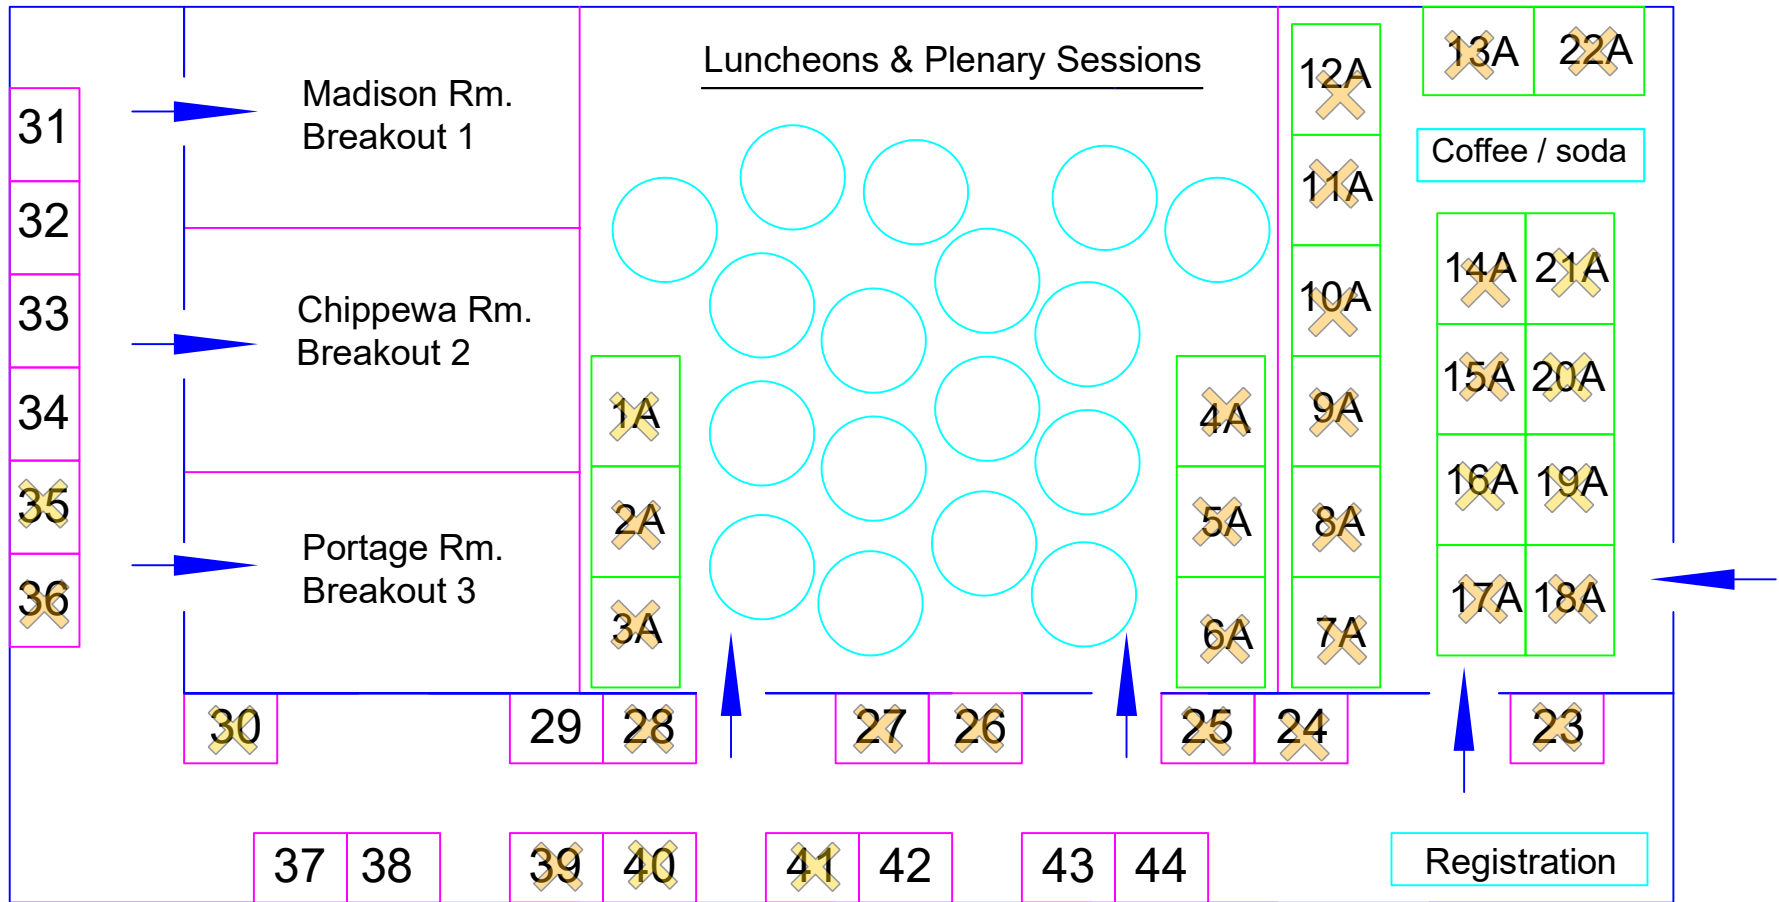 Luncheons & Plenary Sessions
Madison Rm.
Breakout 1
Chippewa Rm.
Breakout 2
Portage Rm.
Breakout 3
31
32
33
34
35
36
1A
2A
3A
4A
5A
6A
12A
11A
10A
9A
8A
7A
13A
22A
Coffee / soda
14A
21A
15A
20A
16A
19A
17A
18A
30
29
28
27
26
25
24
23
37
38
39
40
41
42
43
44
Registration